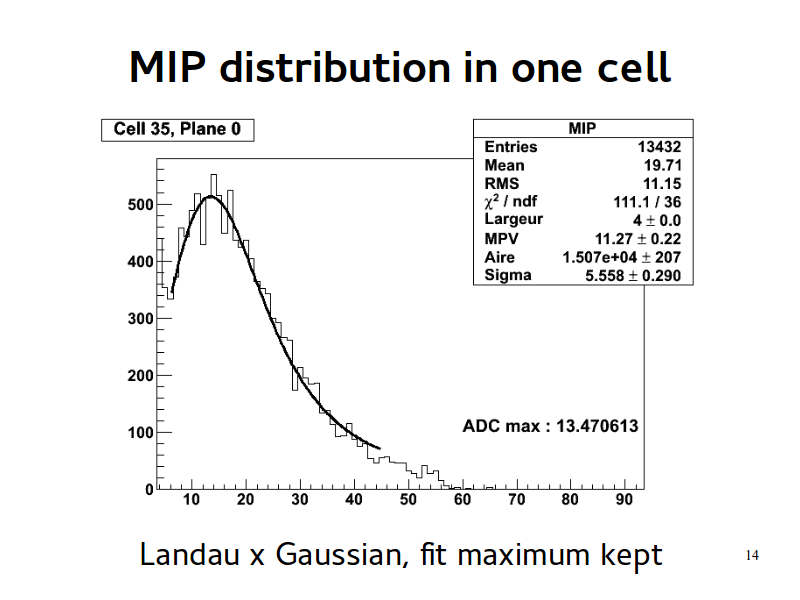 MIP distribution in one cell
Cell 35, Plane 0
MIP
Entries 13432
Mean 19.71
RMS 11.15
χ² / ndf 111.1 / 36
Largeur 4 ± 0.0
MPV 11.27 ± 0.22
Aire 1.507e+04 ± 207
Sigma 5.558 ± 0.290
500
400
300
200
100
0
ADC max : 13.470613
10 20 30 40 50 60 70 80 90
Landau x Gaussian, fit maximum kept
14